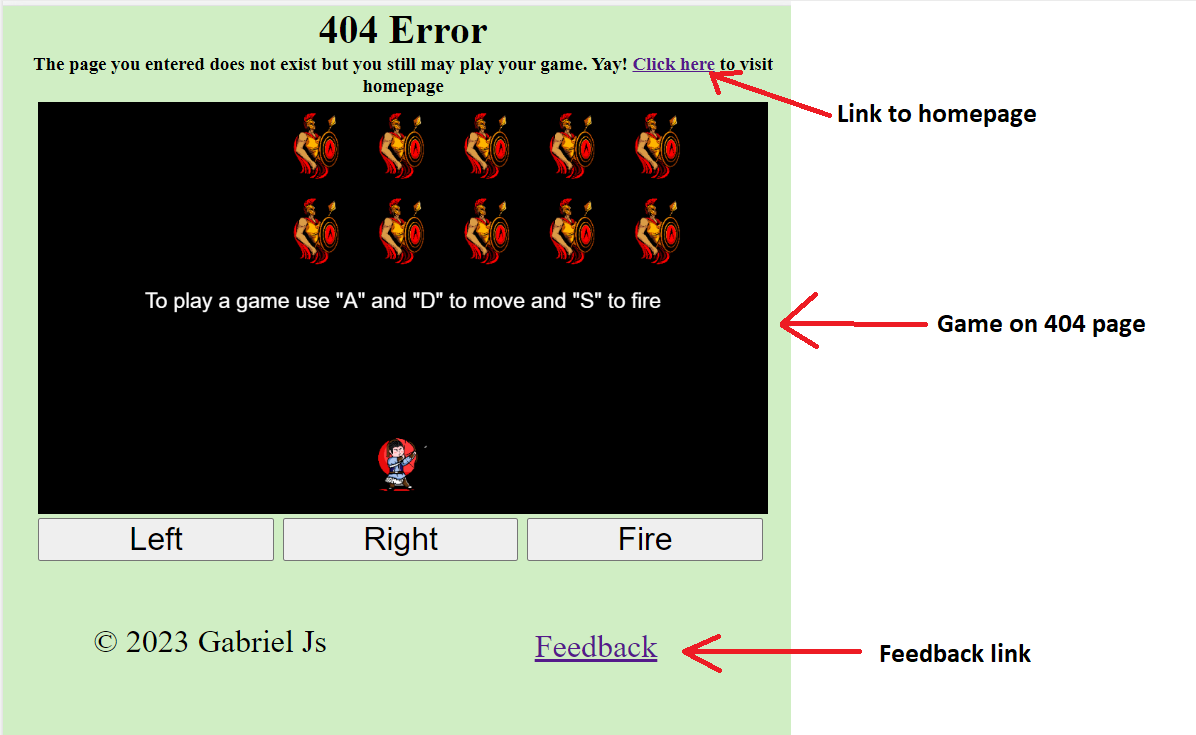 404 Error
The page you entered does not exist but you still may play your game. Yay! Click here to visit
homepage
Link to homepage
To play a game use "A" and "D" to move and "S" to fire
Game on 404 page
Left Right Fire
© 2023 Gabriel Js
Feedback
Feedback link